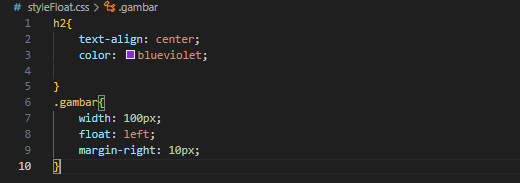 # styleFloat.css > .gambar
1 h2{
2 text-align: center;
3 color: blueviolet;
4
5 }
6 .gambar{
7 width: 100px;
8 float: left;
9 margin-right: 10px;
10 }